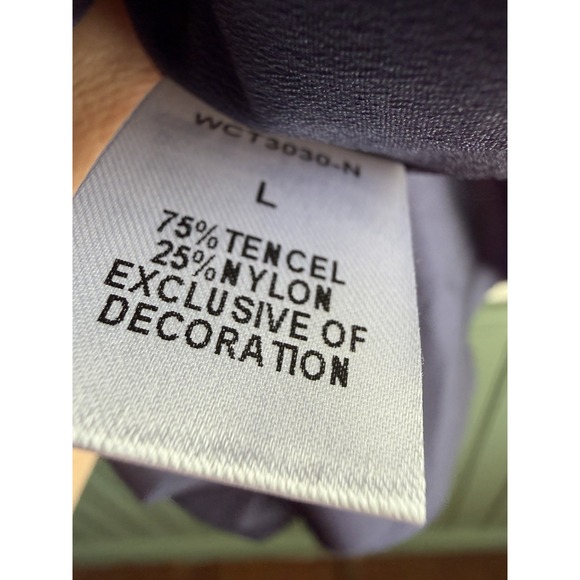 WCT3030-N
L
75% TENCEL
25% NYLON
EXCLUSIVE OF
DECORATION